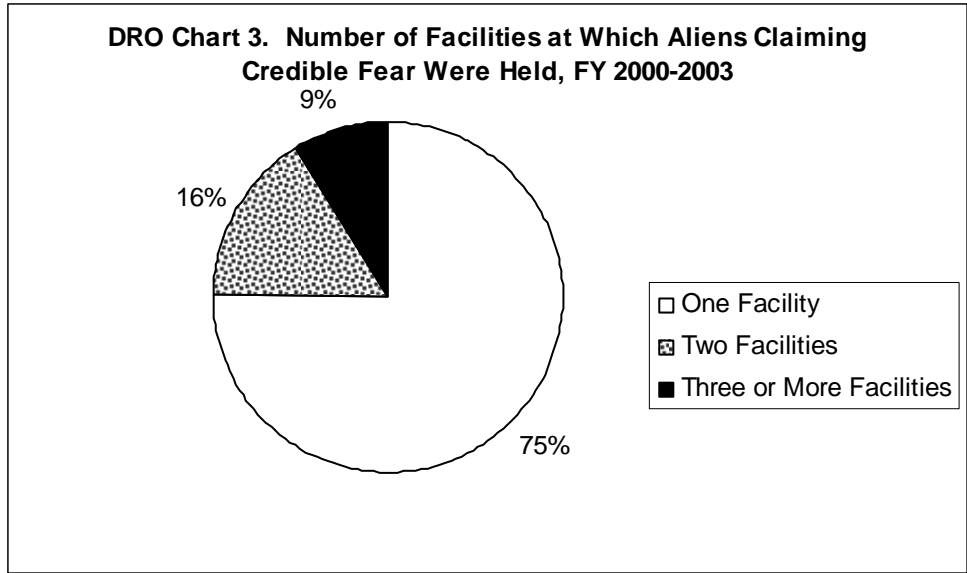 DRO Chart 3. Number of Facilities at Which Aliens Claiming
Credible Fear Were Held, FY 2000-2003
9%
16%
One Facility
Two Facilities
Three or More Facilities
75%